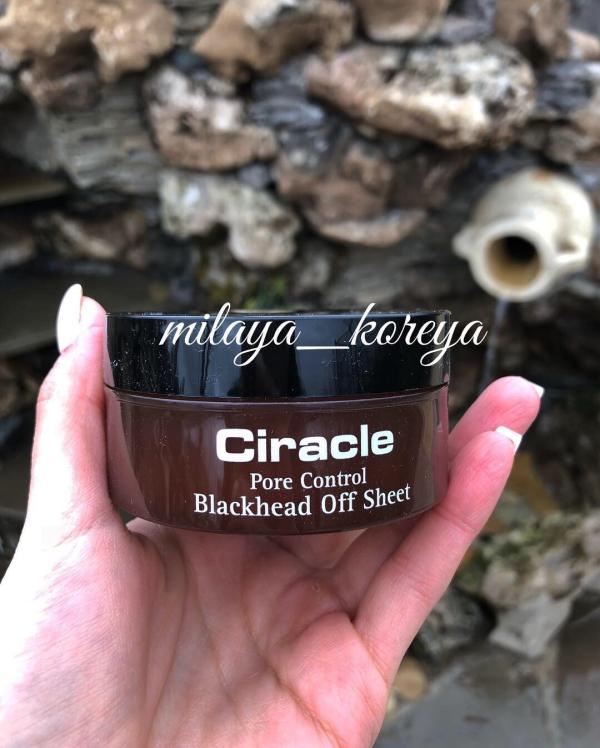 milaya__koreya
Ciracle
Pore Control
Blackhead Off Sheet